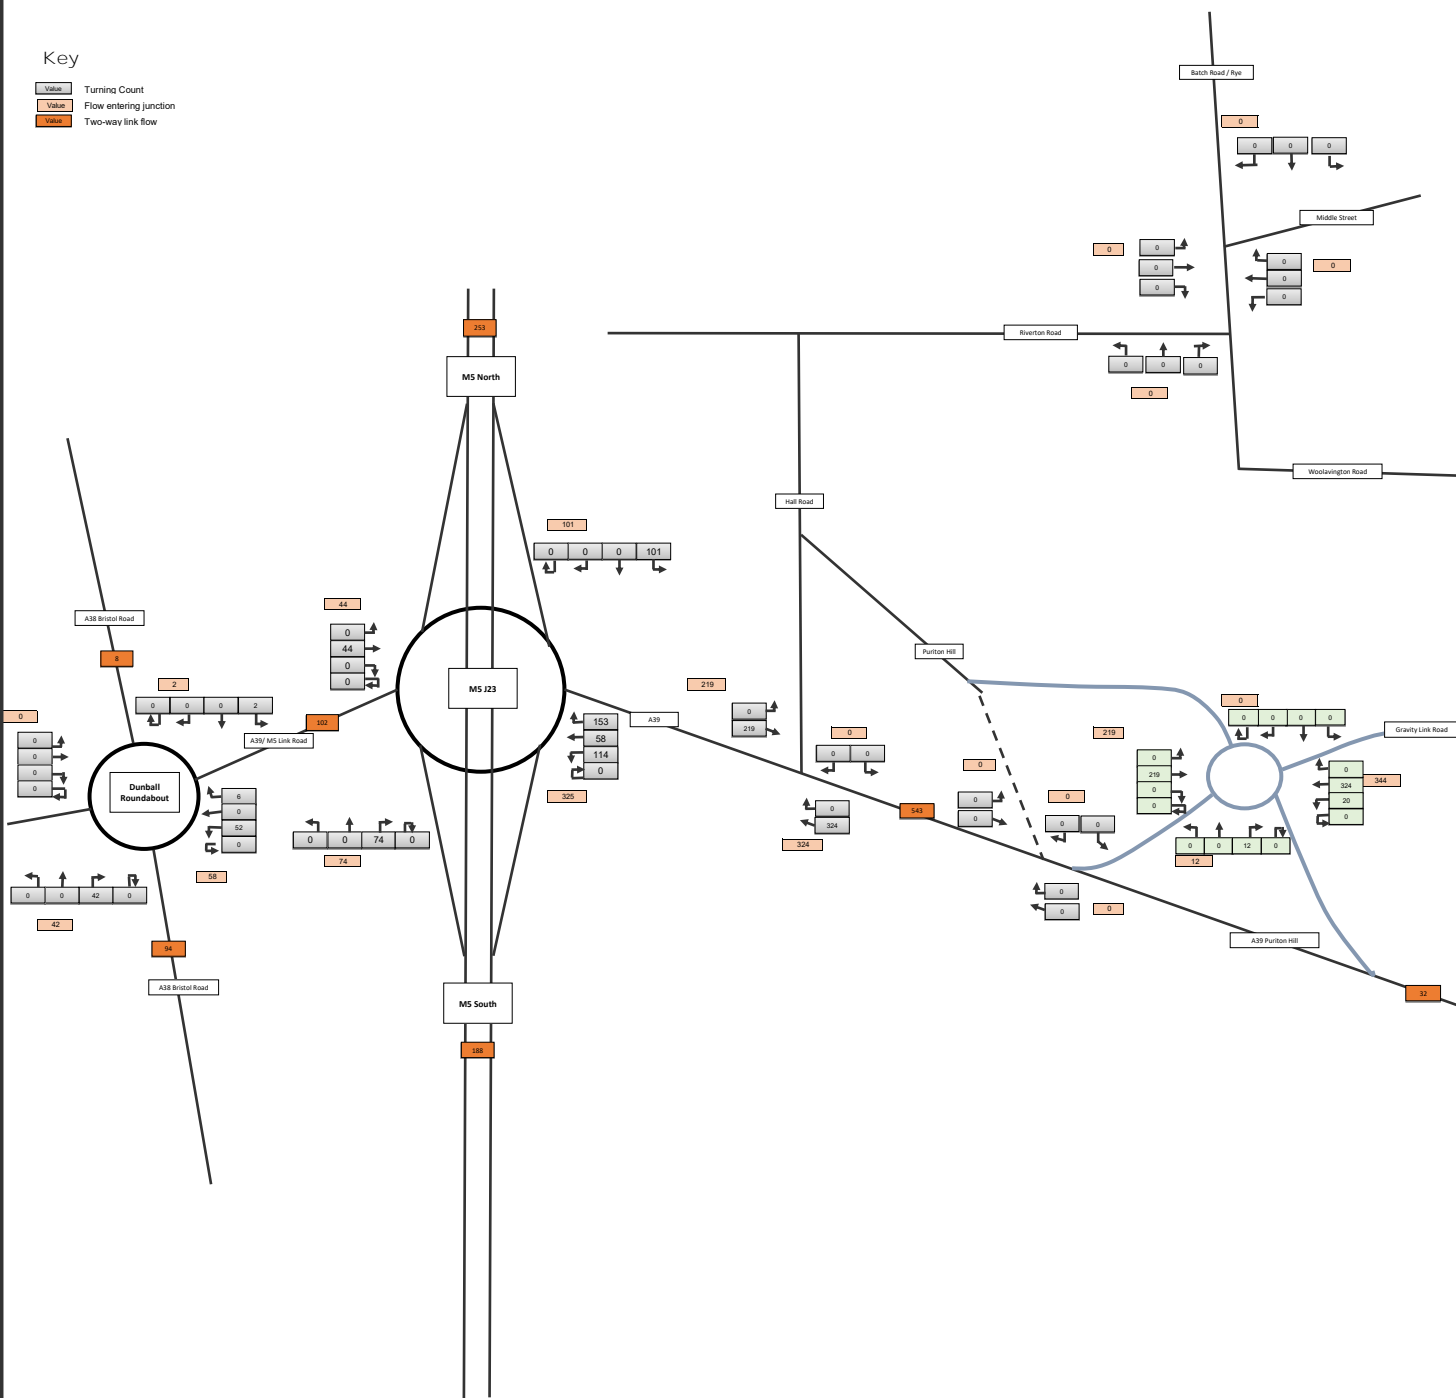 Key
Value Turning Count
Value Flow entering junction
Value Two-way link flow
Batch Road / Rye
0
0 0 0
Middle Street
0
0
0
0
0
0
0
0
Riverton Road
0 0 0
0
Woolavington Road
253
M5 North
Hall Road
101
0 0 0 101
44
0
44
0
0
A38 Bristol Road
8
2
0 0 0 2
0
0
0
0
0
102
A39/ M5 Link Road
Dunball
Roundabout
6
0
52
0
58
0 0 42 0
42
94
A38 Bristol Road
M5 J23
153
58
114
0
325
0 0 74 0
74
M5 South
188
219
A39
0
219
0
0 0
0
324
324
543
Puriton Hill
0
0
0
0
0 0
0
0
0
219
0
219
0
0
0
0 0 0 0
Gravity Link Road
0
324
20
0
344
0 0 12 0
12
A39 Puriton Hill
32